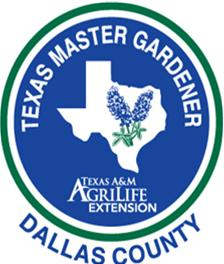 TEXAS MASTER GARDENER
TEXAS A&M
AGRILIFE
EXTENSION
DALLAS COUNTY